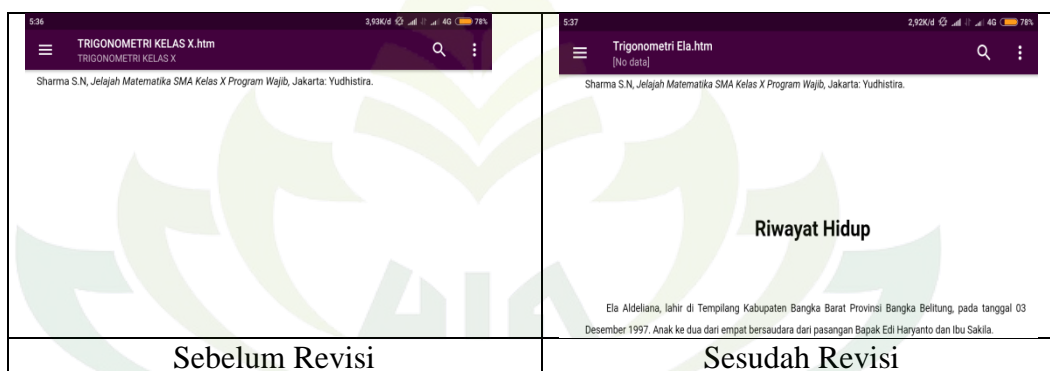 5:36 3,93K/d 4G 78%
TRIGONOMETRI KELAS X.htm
TRIGONOMETRI KELAS X
Sharma S.N, Jelajah Matematika SMA Kelas X Program Wajib, Jakarta: Yudhistira.
Sebelum Revisi
5:37 2,92K/d 4G 78%
Trigonometri Ela.htm
[No data]
Sharma S.N, Jelajah Matematika SMA Kelas X Program Wajib, Jakarta: Yudhistira.
Riwayat Hidup
Ela Aldeliana, lahir di Tempilang Kabupaten Bangka Barat Provinsi Bangka Belitung, pada tanggal 03
Desember 1997. Anak ke dua dari empat bersaudara dari pasangan Bapak Edi Haryanto dan Ibu Sakila.
Sesudah Revisi